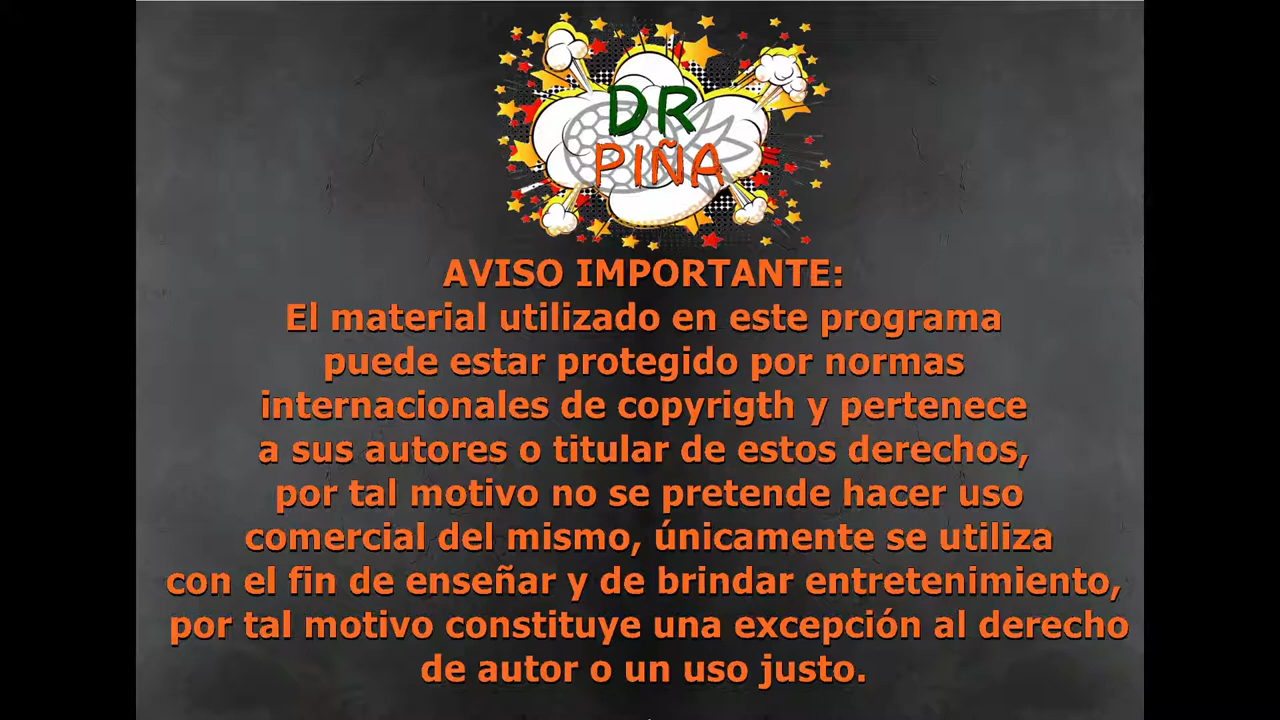 DR
PIÑA
AVISO IMPORTANTE:
El material utilizado en este programa
puede estar protegido por normas
internacionales de copyrigth y pertenece
a sus autores o titular de estos derechos,
por tal motivo no se pretende hacer uso
comercial del mismo, únicamente se utiliza
con el fin de enseñar y de brindar entretenimiento,
por tal motivo constituye una excepción al derecho
de autor o un uso justo.